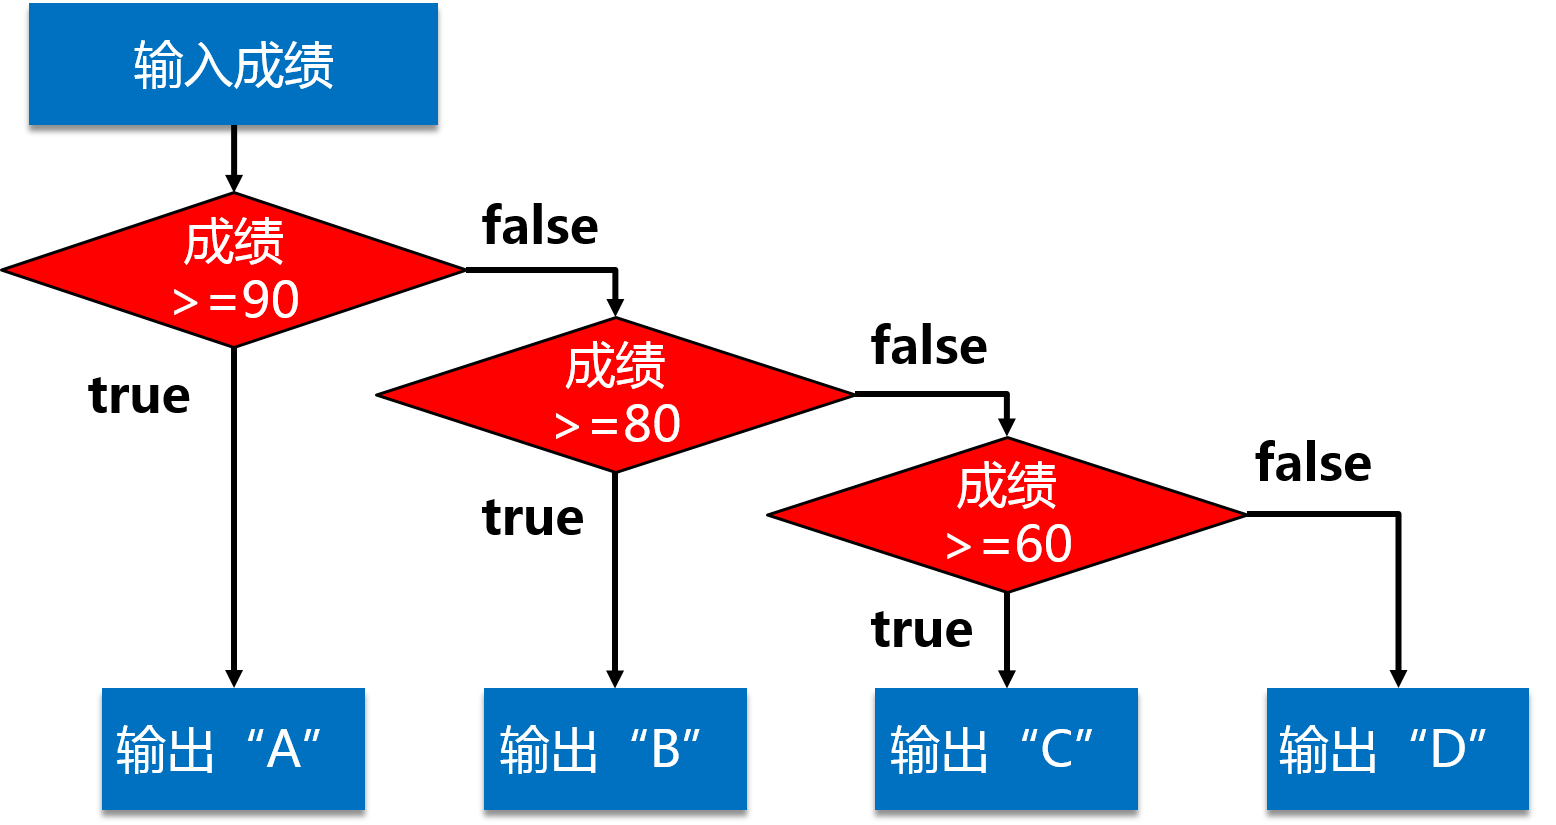 输入成绩
成绩
>=90
false
true
成绩
>=80
false
true
成绩
>=60
false
true
输出“A”
输出“B”
输出“C”
输出“D”